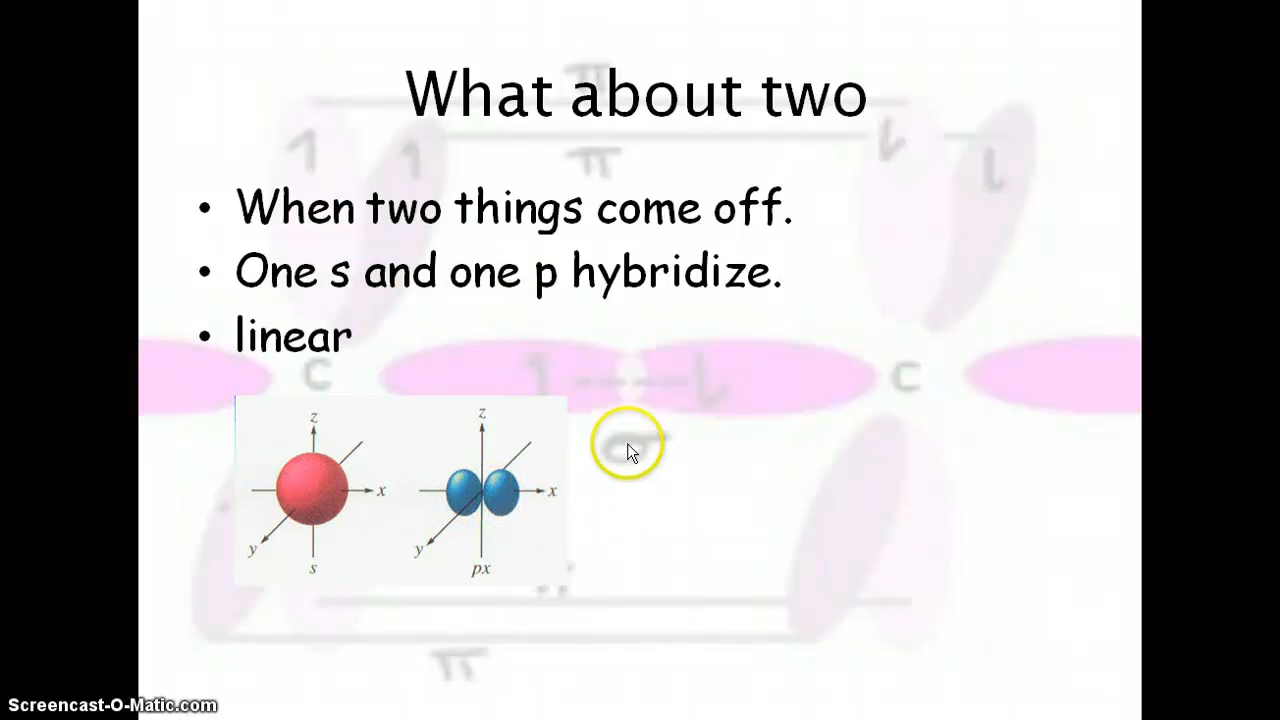 What about two
π
π
• When two things come off.
• One s and one p hybridize.
• linear
C
C
σ
z
z
x
x
y
y
s
px
π
Screencast-O-Matic.com